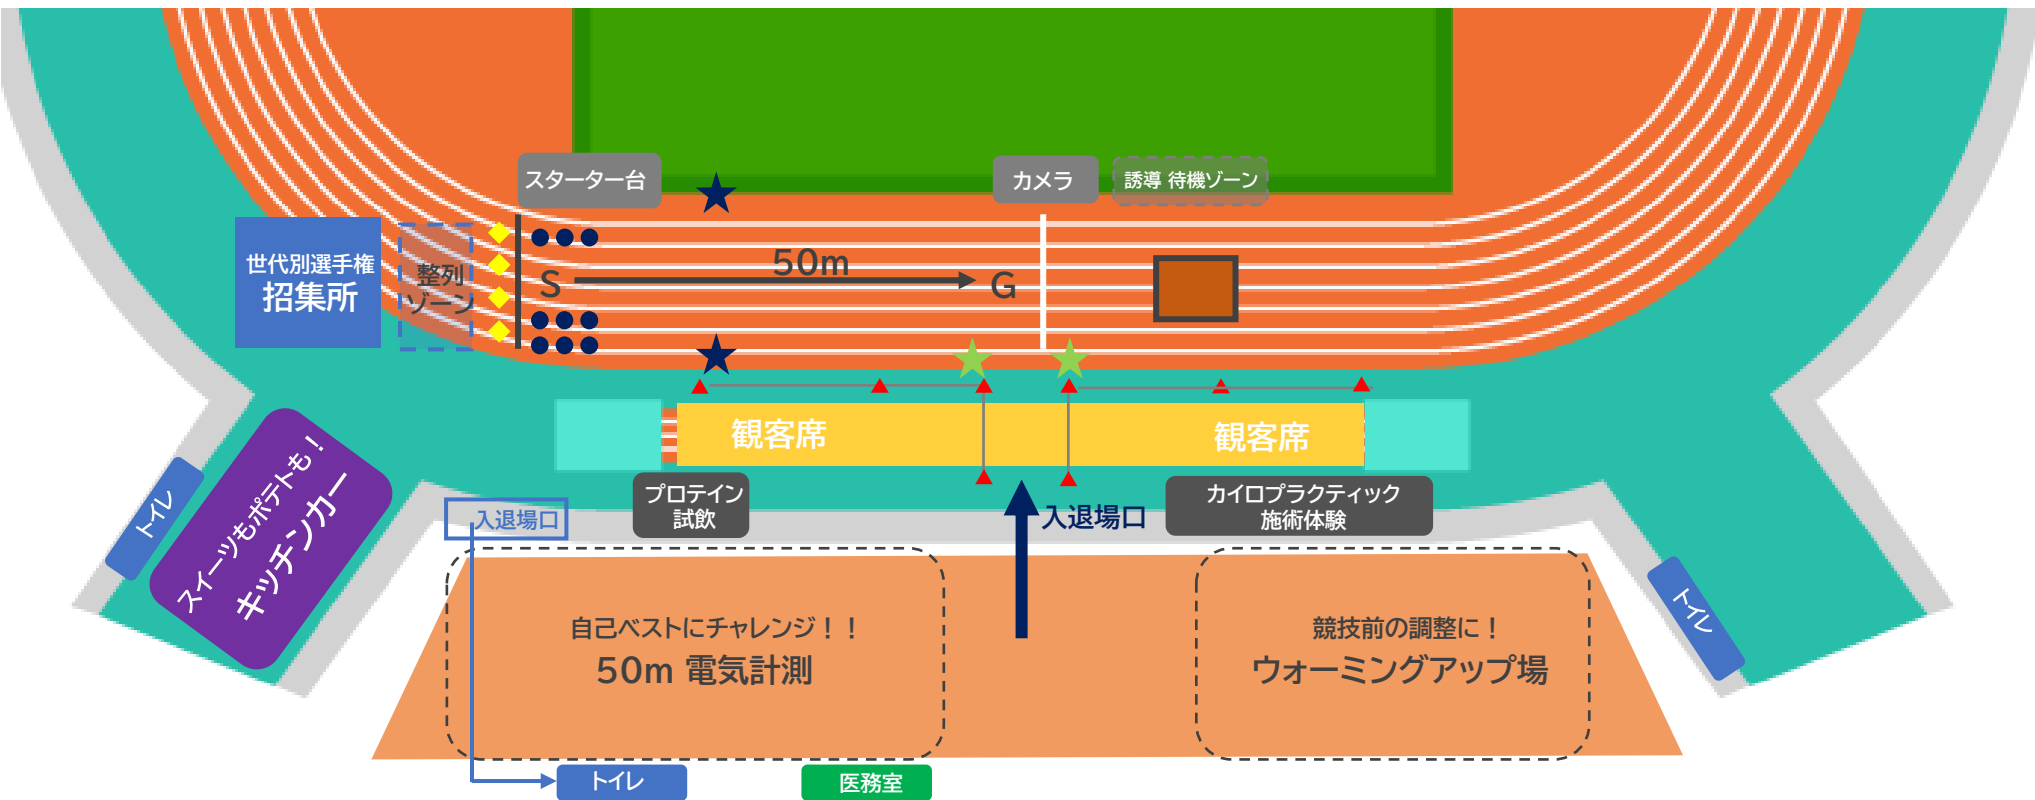 スターター台
カメラ
誘導 待機ゾーン
世代別選手権
招集所
整列
ゾーン
50m
S
G
観客席
観客席
スイーツもポテトも！
キッチンカー
トイレ
入退場口
プロテイン
試飲
入退場口
カイロプラクティック
施術体験
自己ベストにチャレンジ！！
50m 電気計測
競技前の調整に！
ウォーミングアップ場
トイレ
トイレ
医務室